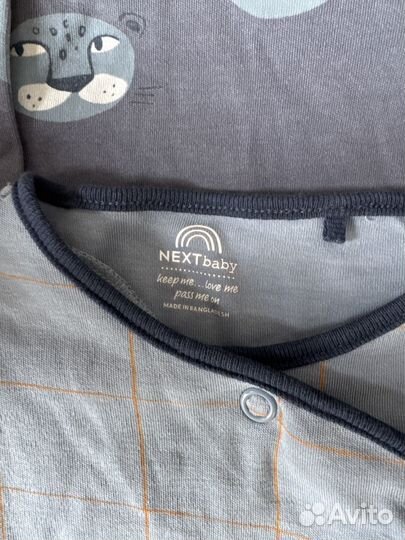 NEXTbaby
keep me... love me
pass me on
MADE IN BANGLADESH
Avito